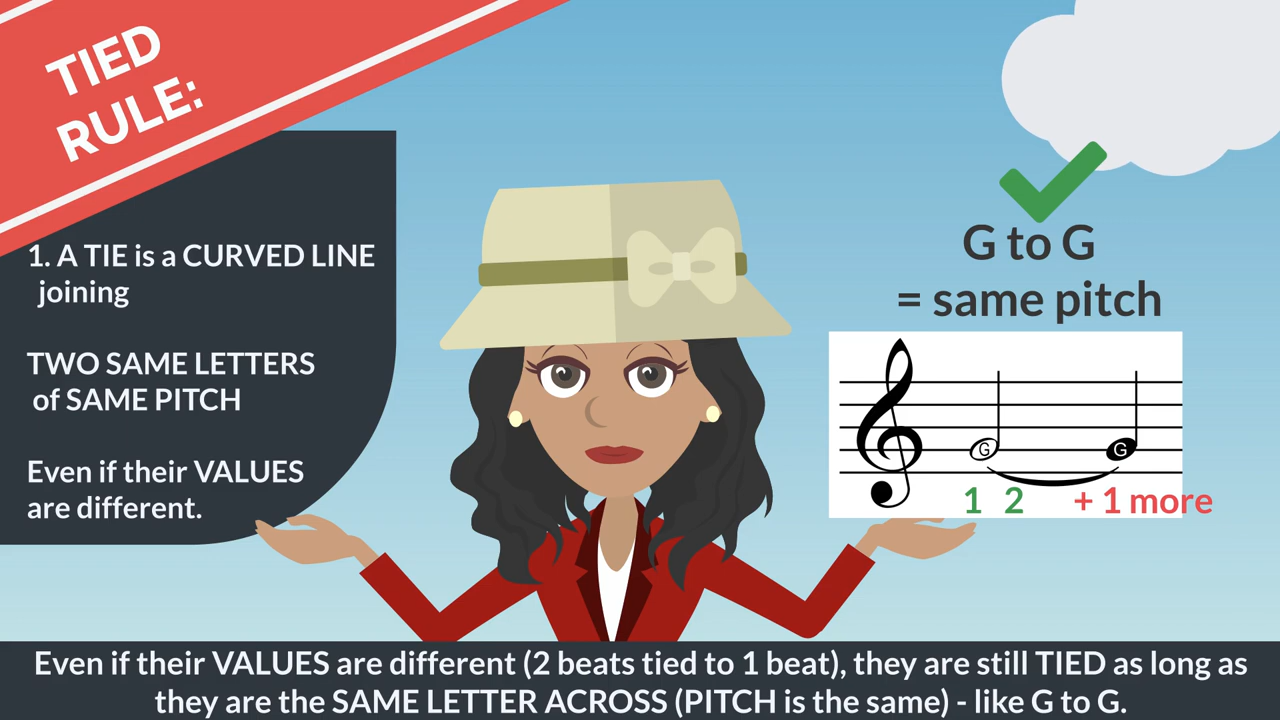 TIED
RULE:
1. A TIE is a CURVED LINE
joining
TWO SAME LETTERS
of SAME PITCH
Even if their VALUES
are different.
G to G
= same pitch
G G
1 2 + 1 more
Even if their VALUES are different (2 beats tied to 1 beat), they are still TIED as long as
they are the SAME LETTER ACROSS (PITCH is the same) - like G to G.